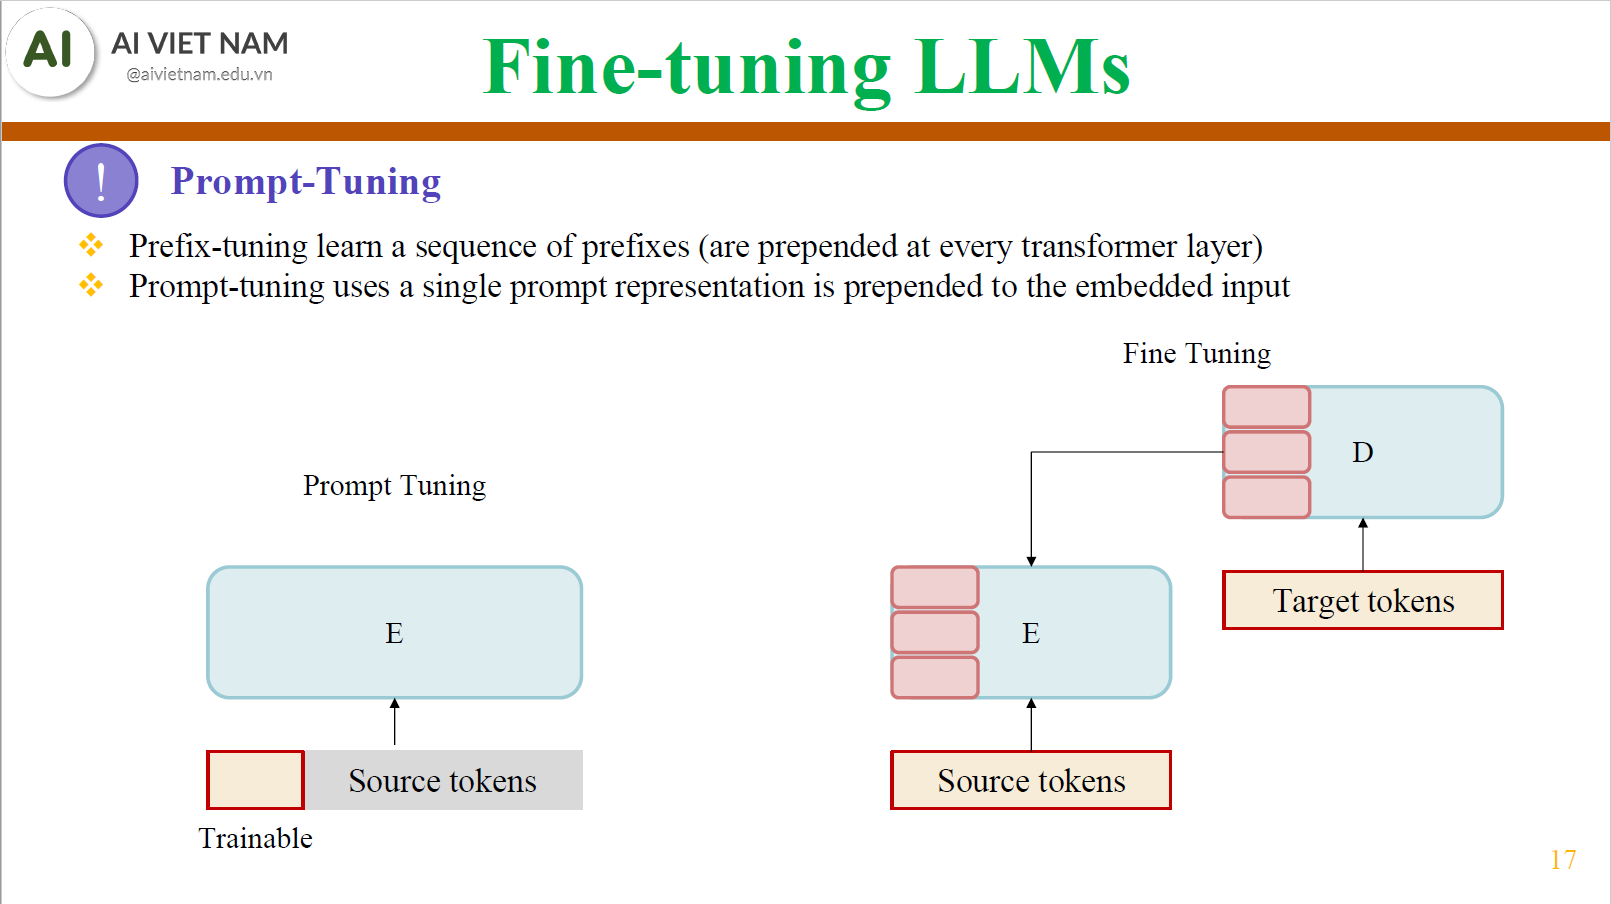 AI
AI VIET NAM
@aivietnam.edu.vn
Fine-tuning LLMs
!
Prompt-Tuning
Prefix-tuning learn a sequence of prefixes (are prepended at every transformer layer)
Prompt-tuning uses a single prompt representation is prepended to the embedded input
Fine Tuning
D
Prompt Tuning
Target tokens
E
E
Source tokens
Source tokens
Trainable
17